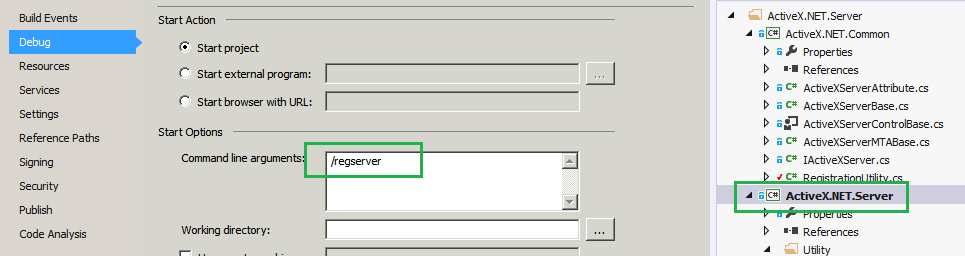 Build Events
Debug
Resources
Services
Settings
Reference Paths
Signing
Security
Publish
Code Analysis
Start Action
Start project
Start external program:
...
Start browser with URL:
Start Options
Command line arguments:
/regserver
Working directory:
...
ActiveX.NET.Server
C# ActiveX.NET.Common
Properties
References
C# ActiveXServerAttribute.cs
C# ActiveXServerBase.cs
ActiveXServerControlBase.cs
C# ActiveXServerMTABase.cs
C# IActiveXServer.cs
C# RegistrationUtility.cs
C# ActiveX.NET.Server
Properties
References
Utility